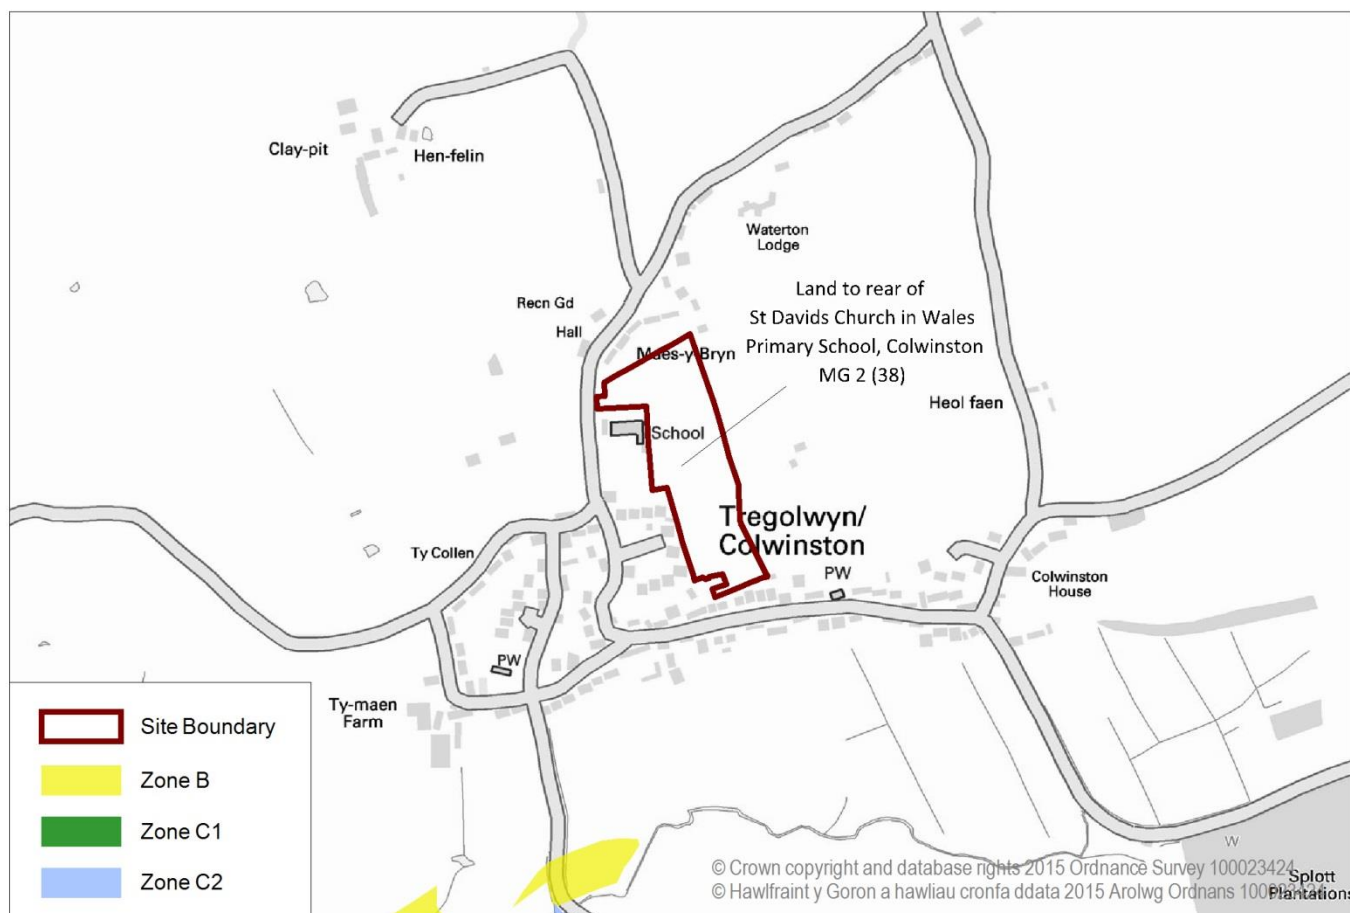 Clay-pit
Hen-felin
Waterton
Lodge
Land to rear of
St Davids Church in Wales
Primary School, Colwinston
MG 2 (38)
Recn Gd
Hall
Maes-y-Bryn
Heol faen
School
Tregolwyn/
Colwinston
Ty Collen
PW
Colwinston
House
PW
Ty-maen
Farm
Site Boundary
Zone B
Zone C1
Zone C2
W
© Crown copyright and database rights 2015 Ordnance Survey 100023424
© Hawlfraint y Goron a hawliau cronfa ddata 2015 Arolwg Ordnans 100023424
Splott
Plantations